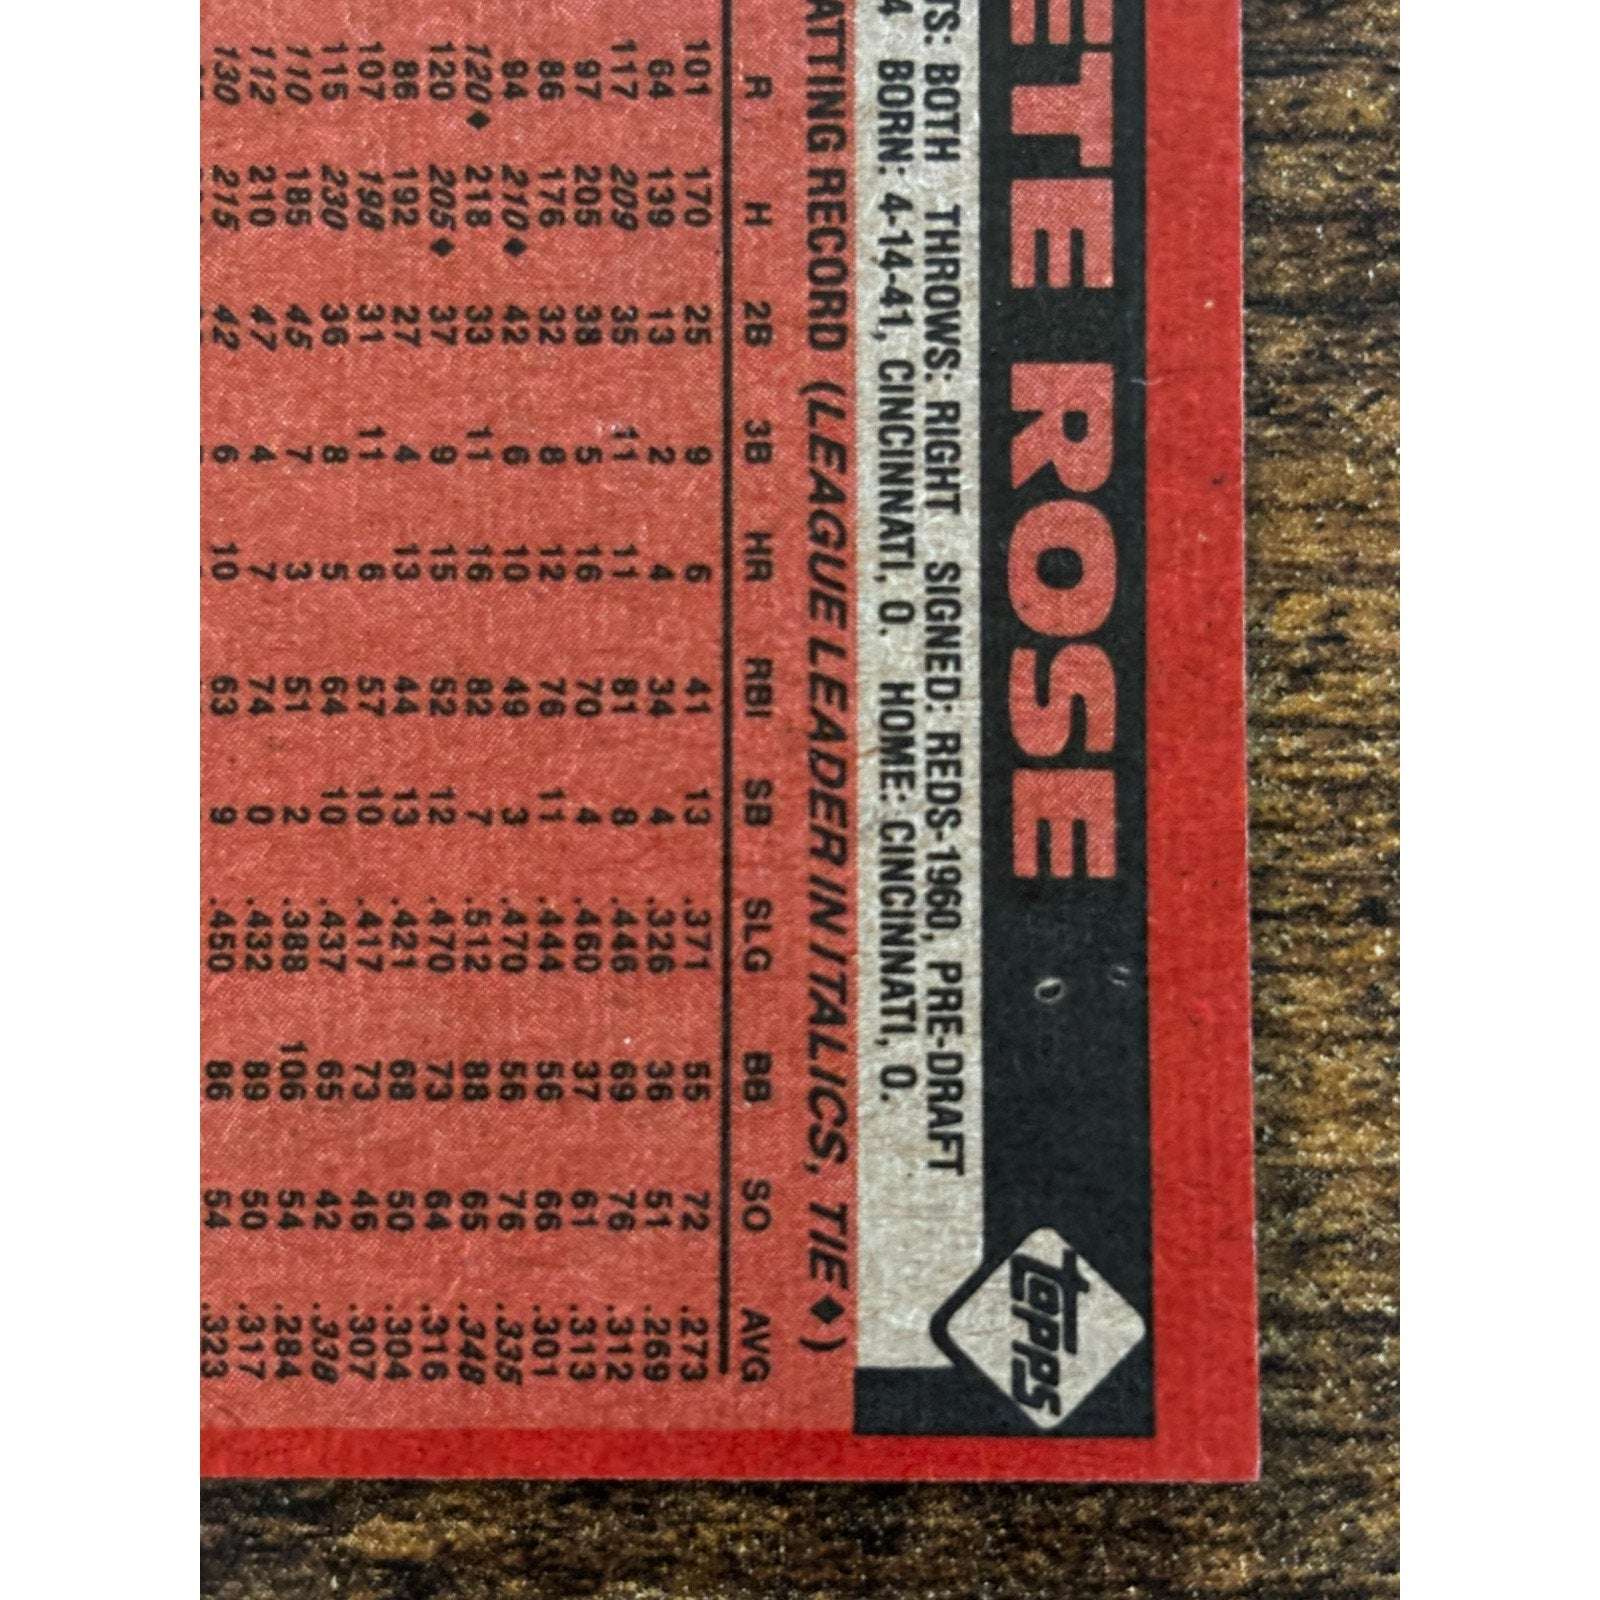 ETE ROSE
topps
TS: BOTH THROWS: RIGHT SIGNED: REDS-1960, PRE-DRAFT
4 BORN: 4-14-41, CINCINNATI, O. HOME: CINCINNATI, O.
ATTING RECORD (LEAGUE LEADER IN ITALICS, TIE ♦)
R H 2B 3B HR RBI SB SLG BB SO AVG
101 170 25 9 6 41 13 .371 55 72 .273
64 139 13 2 4 34 4 .326 36 51 .269
117 209 35 11 11 81 8 .446 69 76 .312
97 205 38 5 16 70 4 .460 37 61 .313
86 176 32 8 12 76 11 .444 56 66 .301
94 210♦ 42 6 10 49 3 .470 56 76 .335
120♦ 218 33 11 16 82 7 .512 88 65 .348
120 205♦ 37 9 15 52 12 .470 73 64 .316
86 192 27 4 13 44 13 .421 68 50 .304
107 198 31 11 6 57 10 .417 73 46 .307
115 230 36 8 5 64 10 .437 65 42 .338
110 185 45 7 3 51 2 .388 106 54 .284
112 210 47 4 7 74 0 .432 89 50 .317
130 215 42 6 10 63 9 .450 86 54 .323